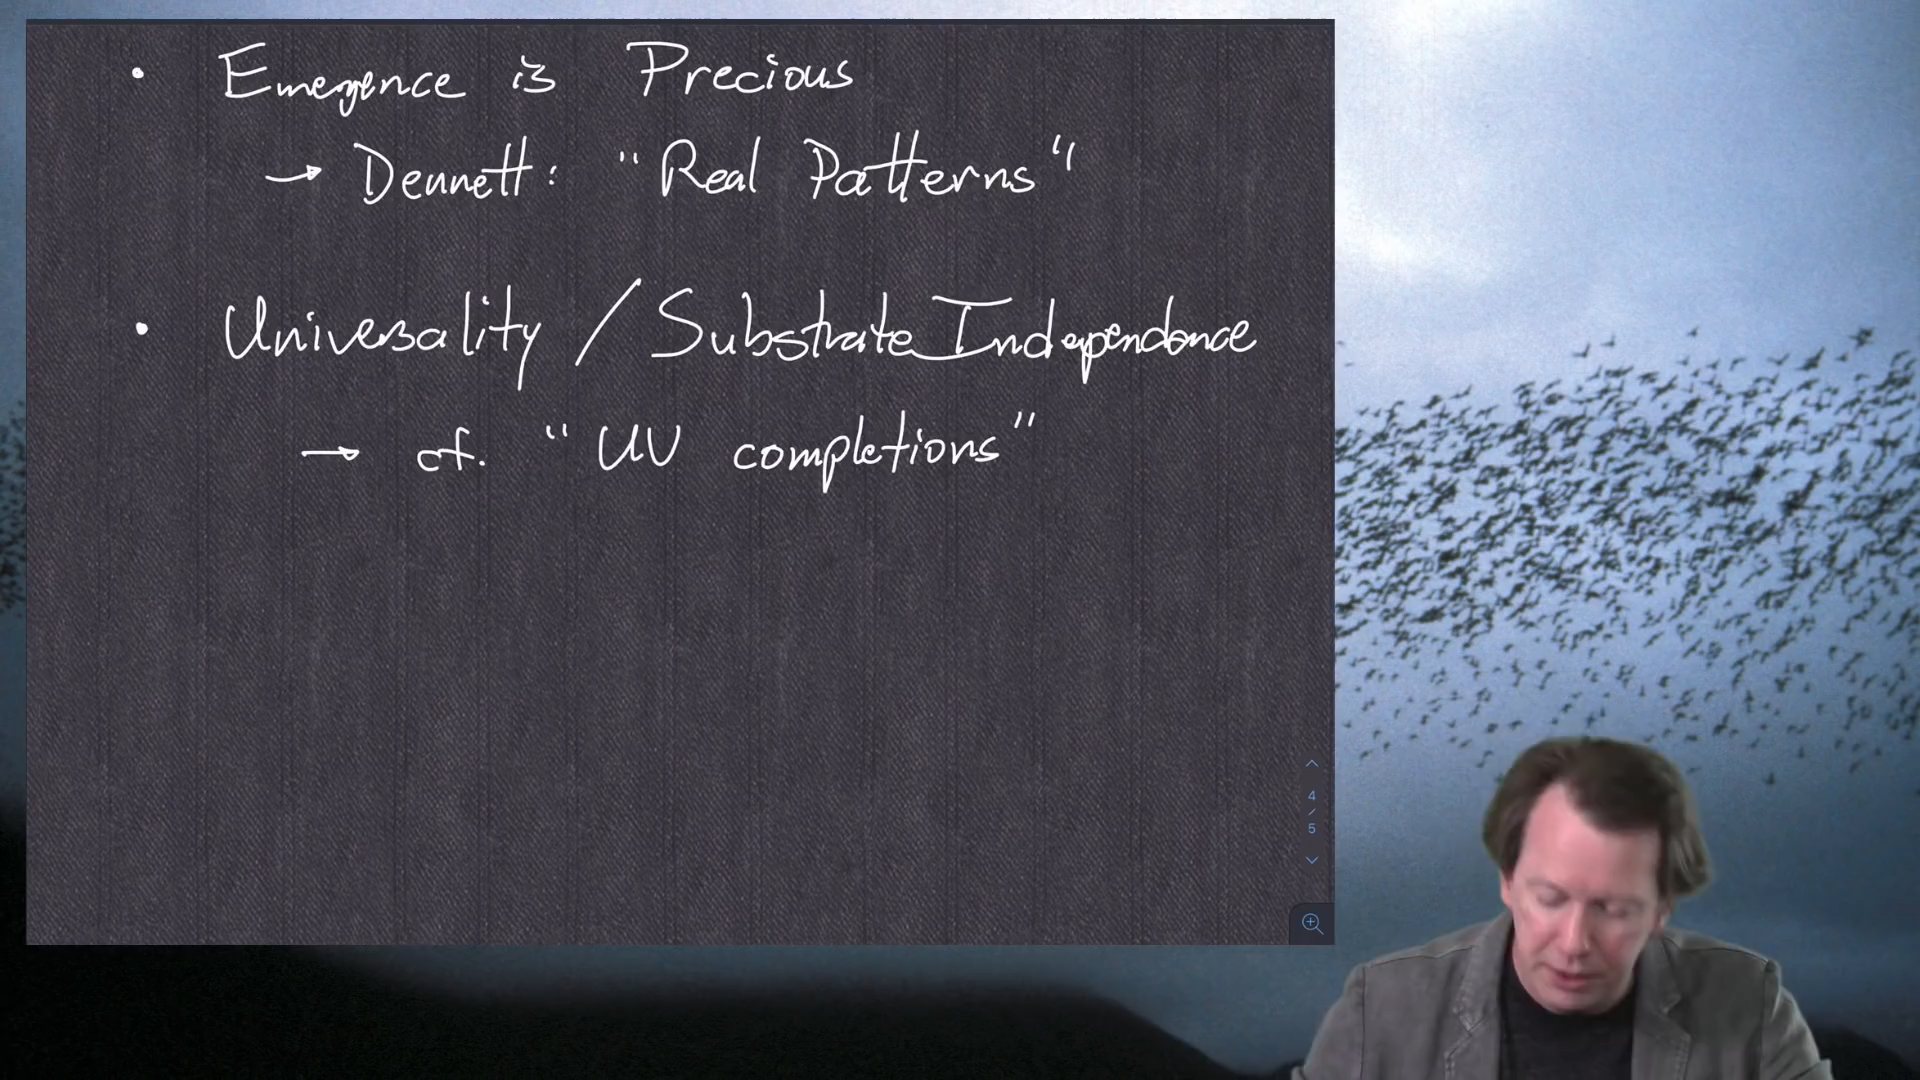 • Emergence is Precious
→ Dennett: "Real Patterns"
• Universality / Substrate Independence
→ cf. "UV completions"
4
/
5